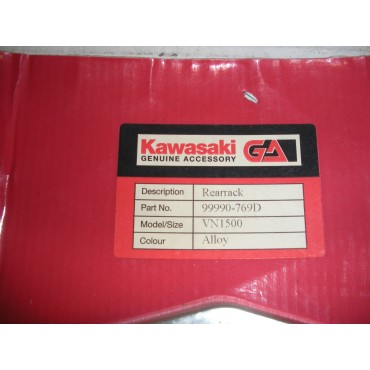 Kawasaki GA
GENUINE ACCESSORY
Description Rearrack
Part No. 99990-769D
Model/Size VN1500
Colour Alloy